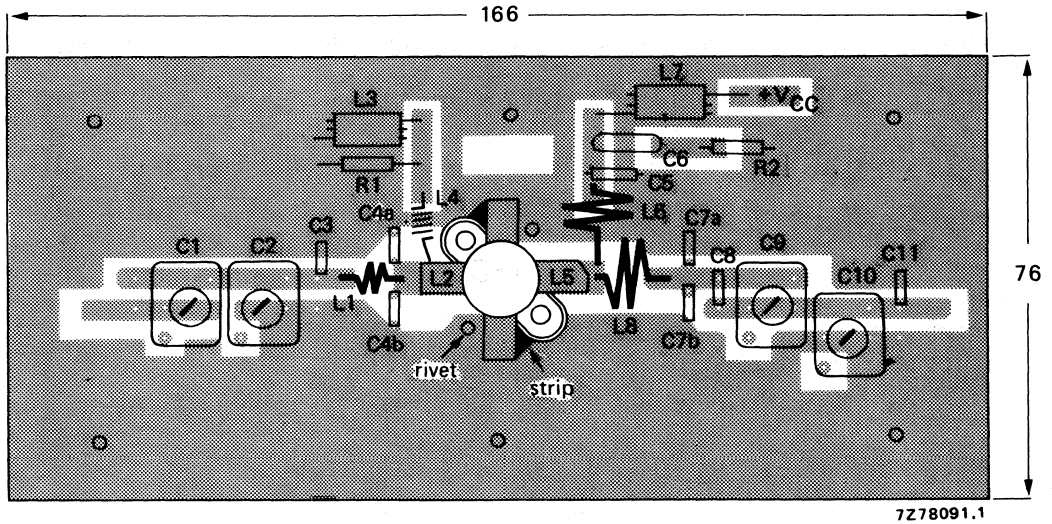 166
L3
L7
+VCC
R1
C6
R2
C5
L4
C4a
L6
C7a
C3
C1
C2
C8
C9
C11
L2
L5
C10
76
L1
L8
C4b
C7b
rivet
strip
7Z78091.1